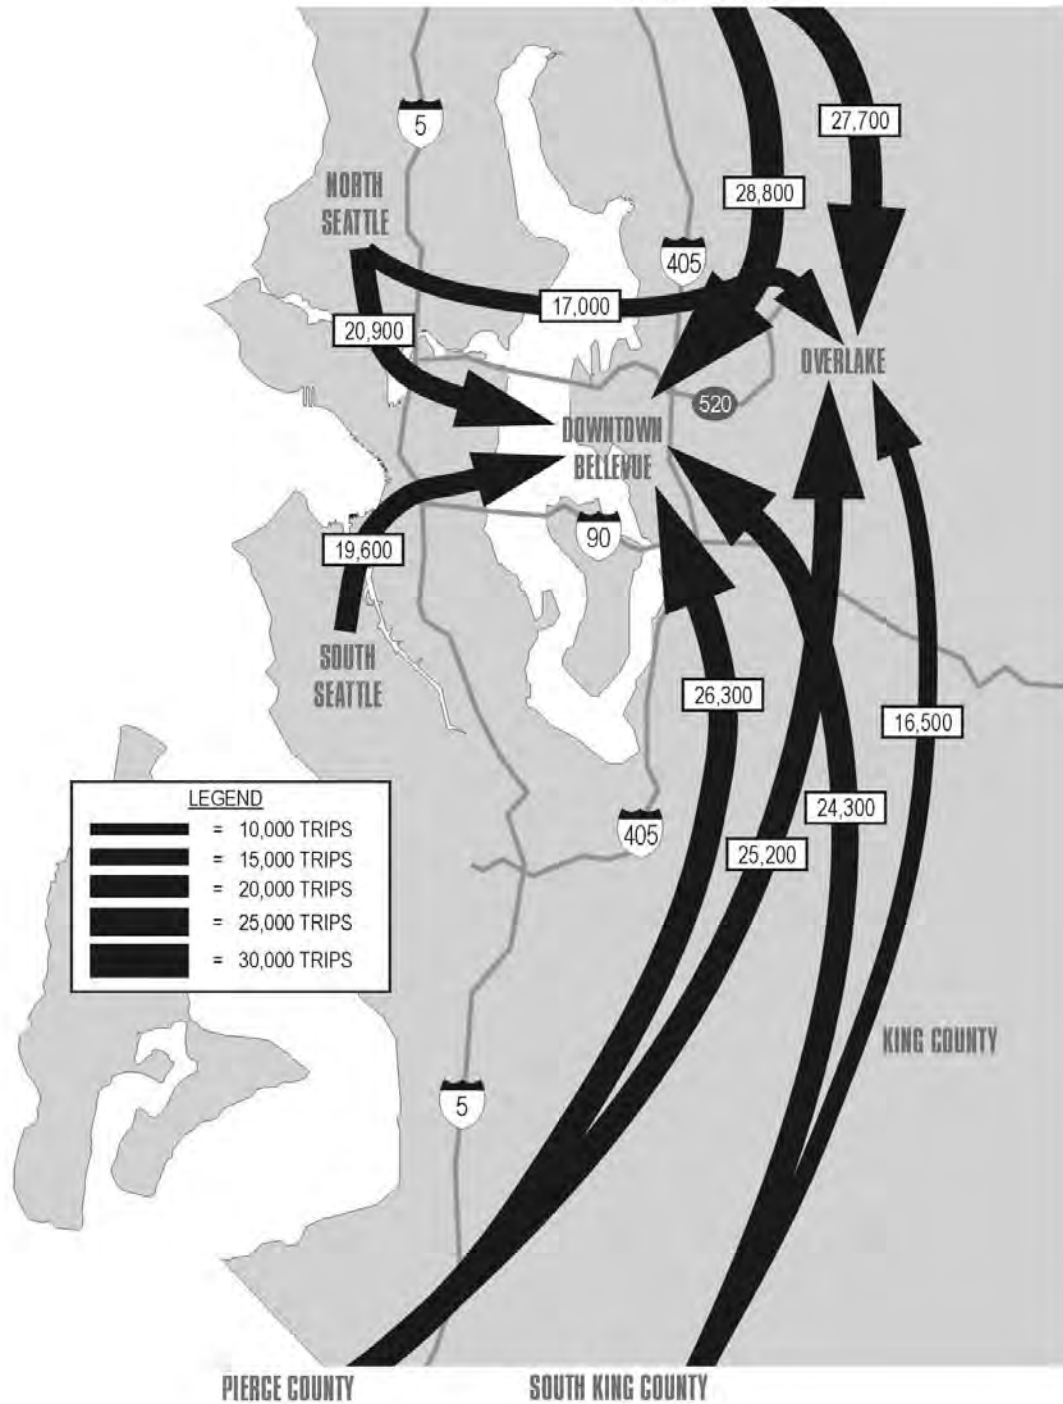 5
27,700
NORTH
SEATTLE
28,800
405
17,000
20,900
OVERLAKE
520
DOWNTOWN
BELLEVUE
90
19,600
SOUTH
SEATTLE
26,300
16,500
LEGEND
= 10,000 TRIPS
= 15,000 TRIPS
= 20,000 TRIPS
= 25,000 TRIPS
= 30,000 TRIPS
24,300
405
25,200
KING COUNTY
5
PIERCE COUNTY
SOUTH KING COUNTY